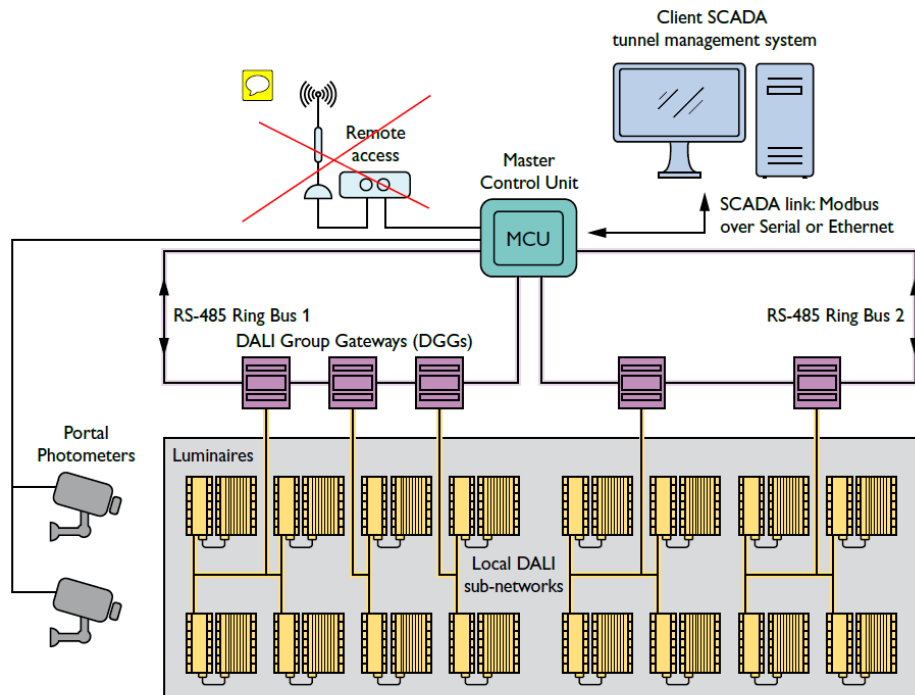 Client SCADA
tunnel management system
Remote
access
Master
Control Unit
MCU
SCADA link: Modbus
over Serial or Ethernet
RS-485 Ring Bus 1
RS-485 Ring Bus 2
DALI Group Gateways (DGGs)
Portal
Photometers
Luminaires
Local DALI
sub-networks